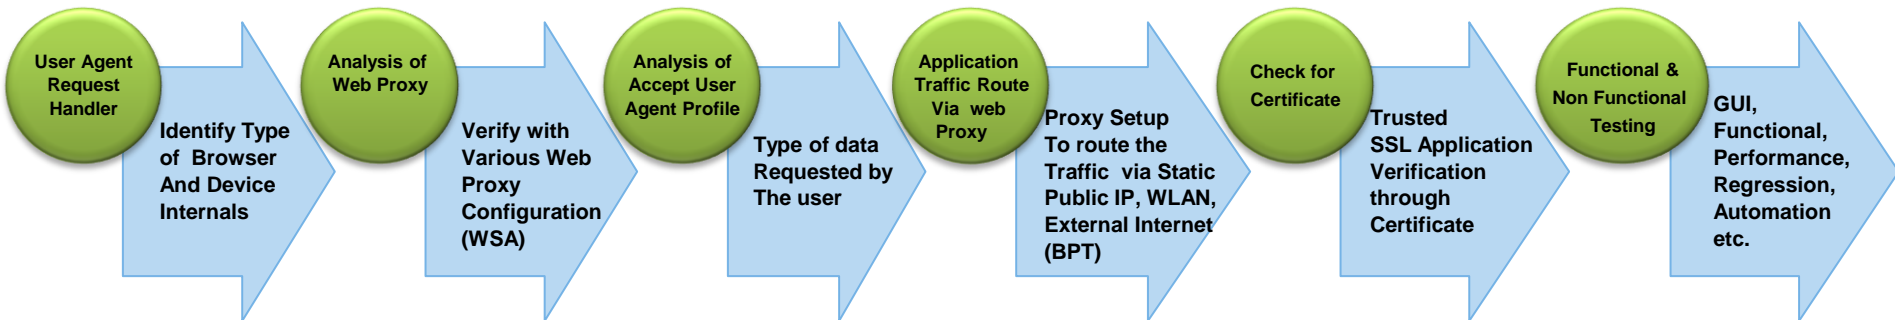 User Agent
Request
Handler
Identify Type
of Browser
And Device
Internals
Analysis of
Web Proxy
Verify with
Various Web
Proxy
Configuration
(WSA)
Analysis of
Accept User
Agent Profile
Type of data
Requested by
The user
Application
Traffic Route
Via web
Proxy
Proxy Setup
To route the
Traffic via Static
Public IP, WLAN,
External Internet
(BPT)
Check for
Certificate
Trusted
SSL Application
Verification
through
Certificate
Functional &
Non Functional
Testing
GUI,
Functional,
Performance,
Regression,
Automation
etc.